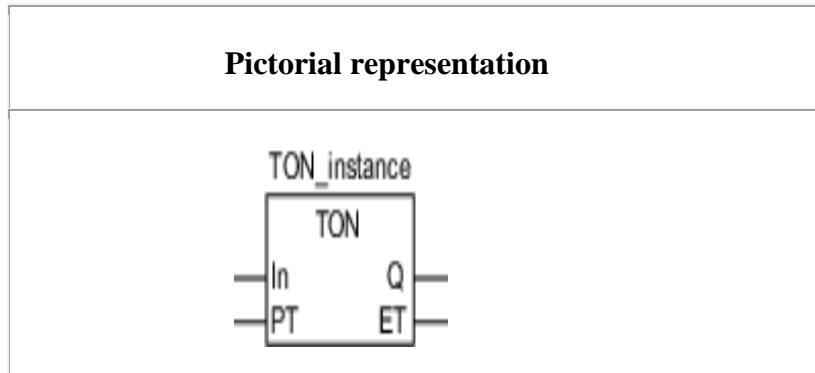 Pictorial representation
TON_instance
TON
In Q
PT ET